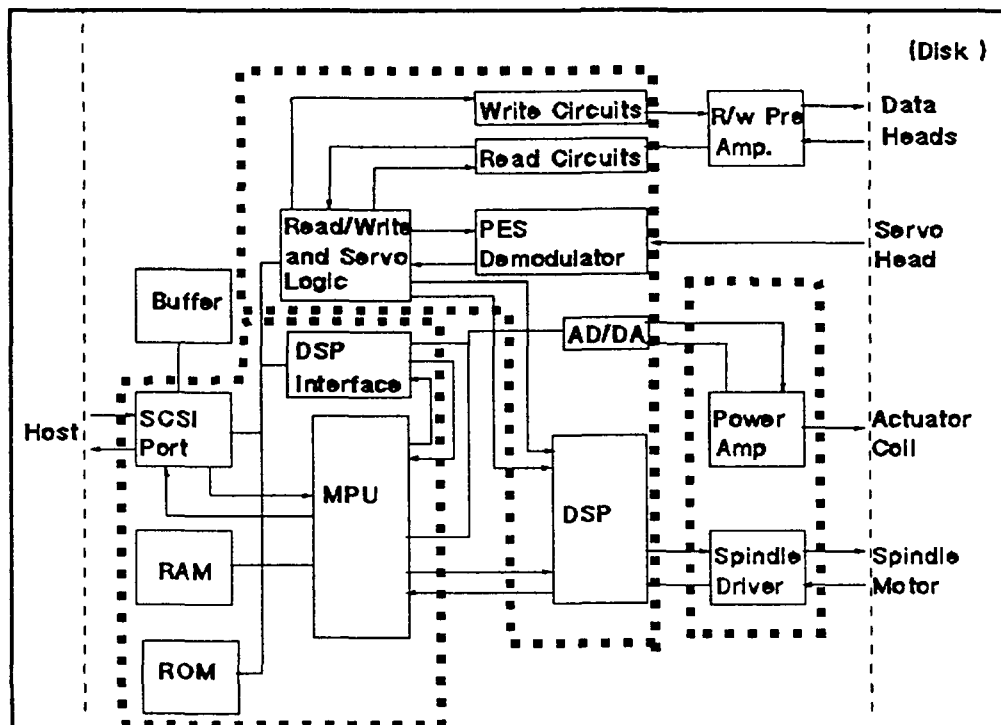 (Disk )
Write Circuits
R/w Pre
Amp.
Data
Heads
Read Circuits
Read/Write
and Servo
Logic
PES
Demodulator
Servo
Head
Buffer
DSP
Interface
AD/DA
Host
SCSI
Port
MPU
Power
Amp
Actuator
Coil
DSP
RAM
Spindle
Driver
Spindle
Motor
ROM